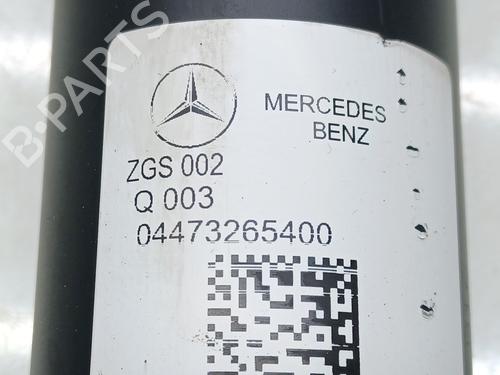 B-PARTS
MERCEDES
BENZ
ZGS 002
Q 003
04473265400